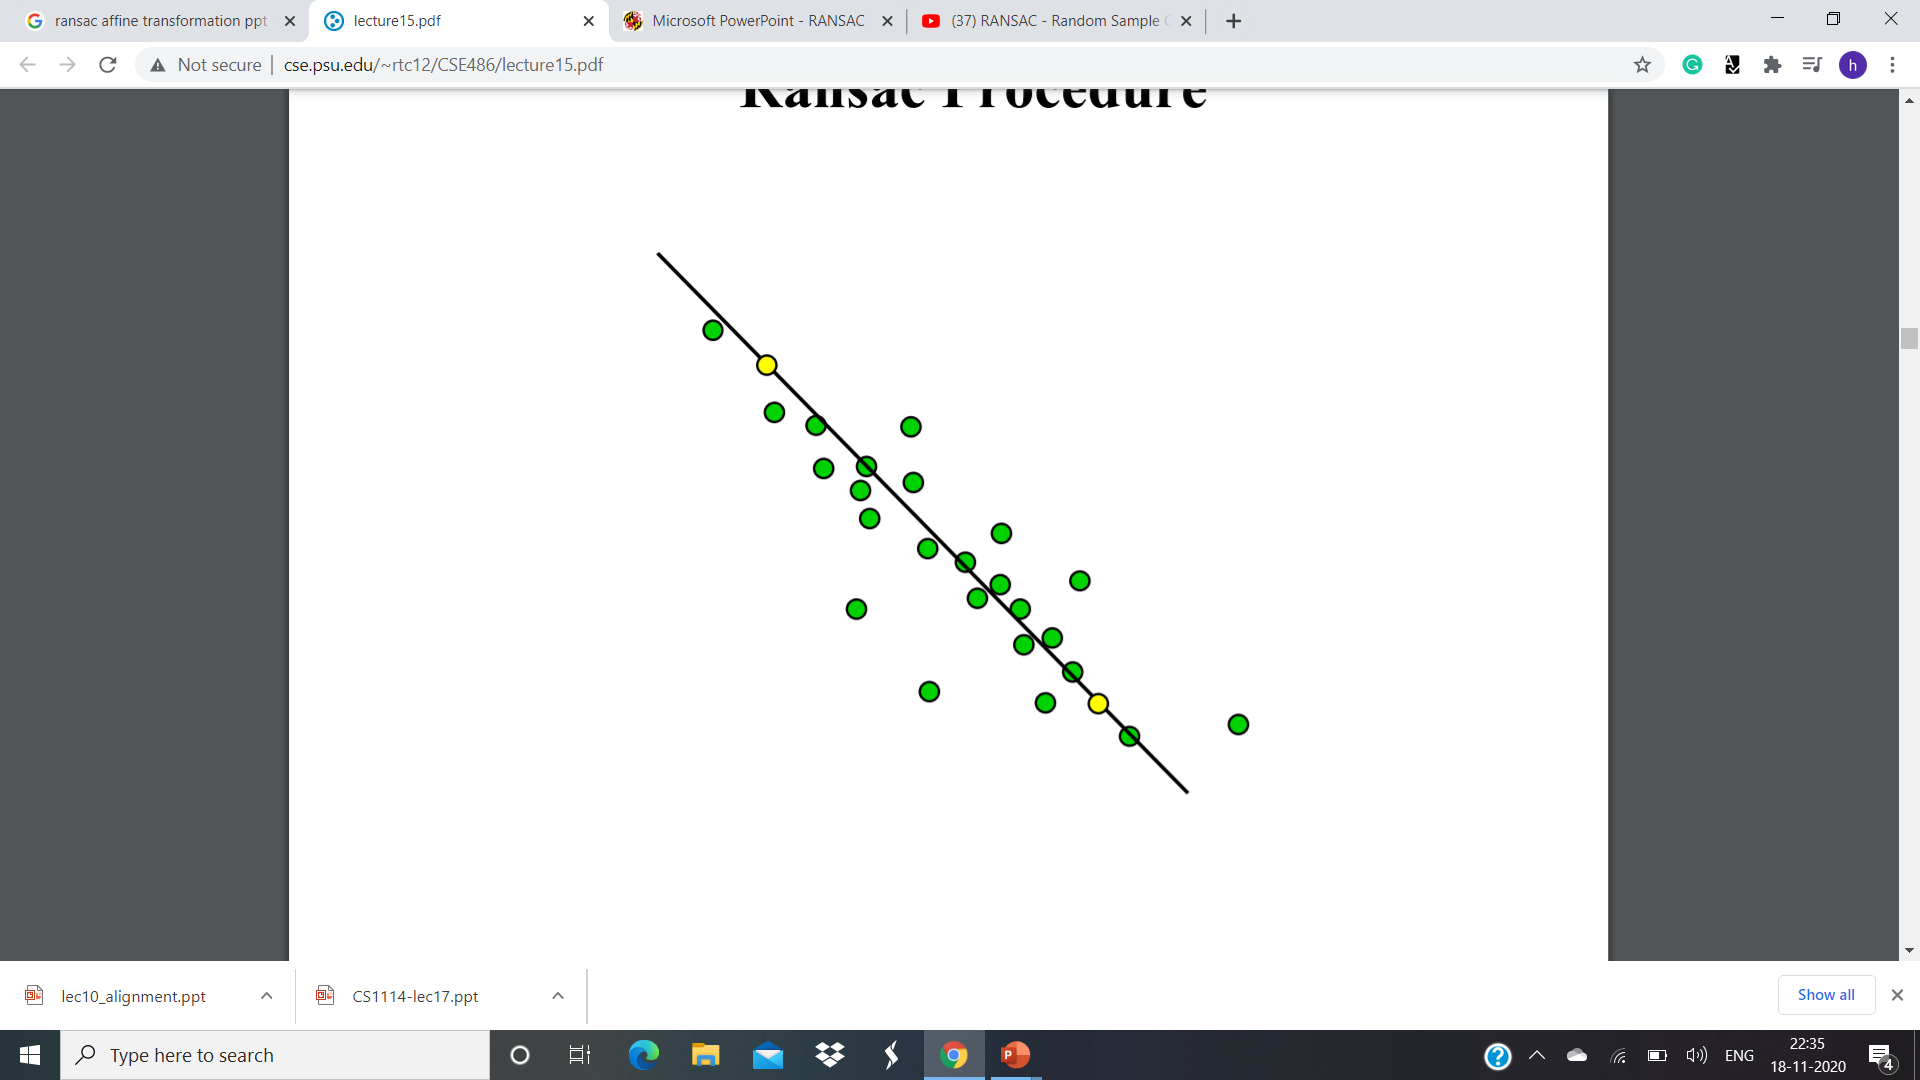 ransac affine transformation ppt
lecture15.pdf
Microsoft PowerPoint - RANSAC
(37) RANSAC - Random Sample
Not secure
cse.psu.edu/~rtc12/CSE486/lecture15.pdf
h
Ransac Procedure
lec10_alignment.ppt
CS1114-lec17.ppt
Show all
Type here to search
ENG
22:35
18-11-2020
4